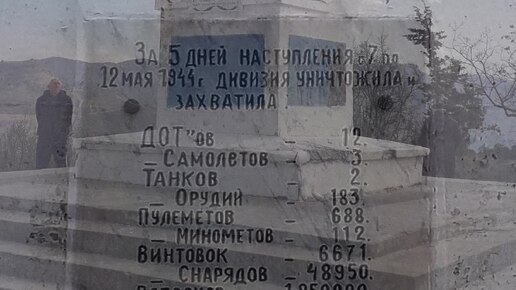 За 5 дней наступления с 7 по
12 мая 1944 г. дивизия уничтожила и
захватила:
ДОТ"ов – 12.
– Самолетов – 3.
Танков – 2.
– Орудий – 183.
Пулеметов – 688.
– Минометов – 112.
Винтовок – 6671.
– Снарядов – 48950.